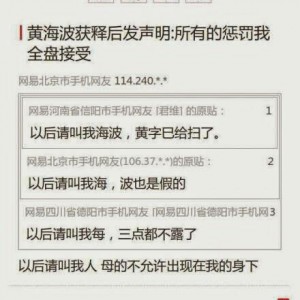 黄海波获释后发声明:所有的惩罚我
全盘接受
网易北京市手机网友 114.240.*.*
网易河南省信阳市手机网友 [君维] 的原贴： 1
以后请叫我海波，黄字已给扫了。
网易北京市手机网友(106.37.*.*)的原贴： 2
以后请叫我海，波也是假的
网易四川省德阳市手机网友 [网易四川省德阳市手机网3
以后请叫我每，三点都不露了
以后请叫我人 母的不允许出现在我的身下